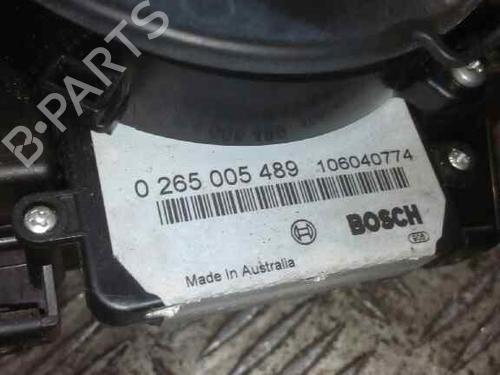 B-PARTS
0 265 005 489 106040774
BOSCH
Made In Australia